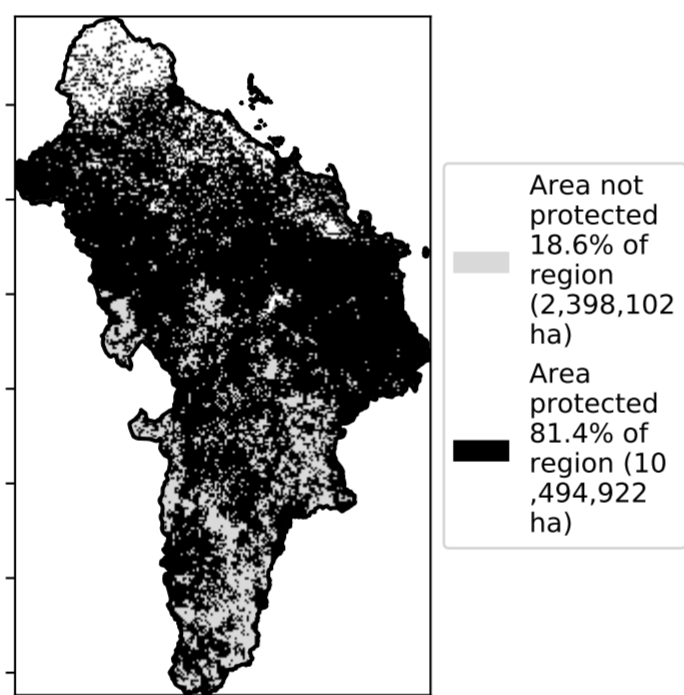 Area not
protected
18.6% of
region
(2,398,102
ha)
Area
protected
81.4% of
region (10
,494,922
ha)